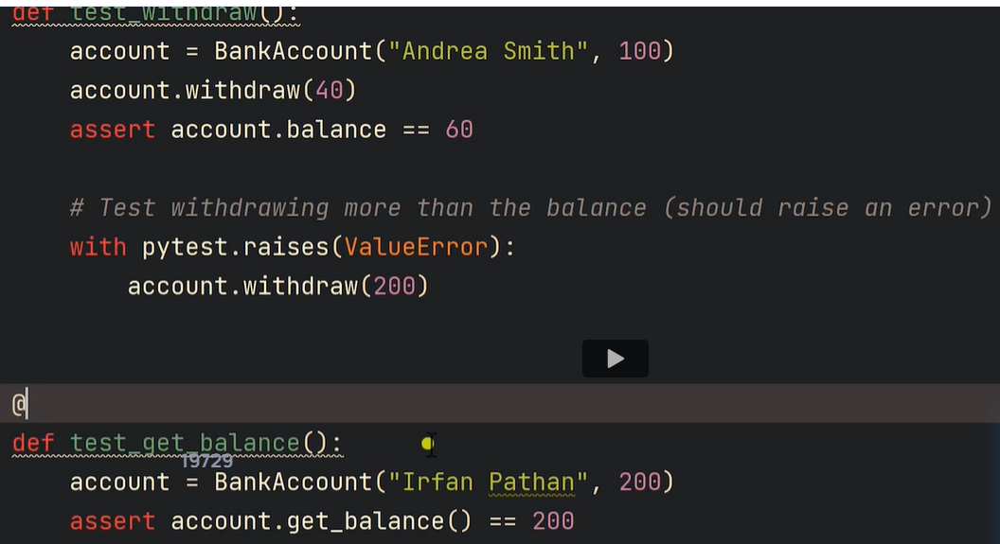 def test_withdraw():
    account = BankAccount("Andrea Smith", 100)
    account.withdraw(40)
    assert account.balance == 60
    # Test withdrawing more than the balance (should raise an error)
    with pytest.raises(ValueError):
        account.withdraw(200)
@
def test_get_balance():
19729
    account = BankAccount("Irfan Pathan", 200)
    assert account.get_balance() == 200